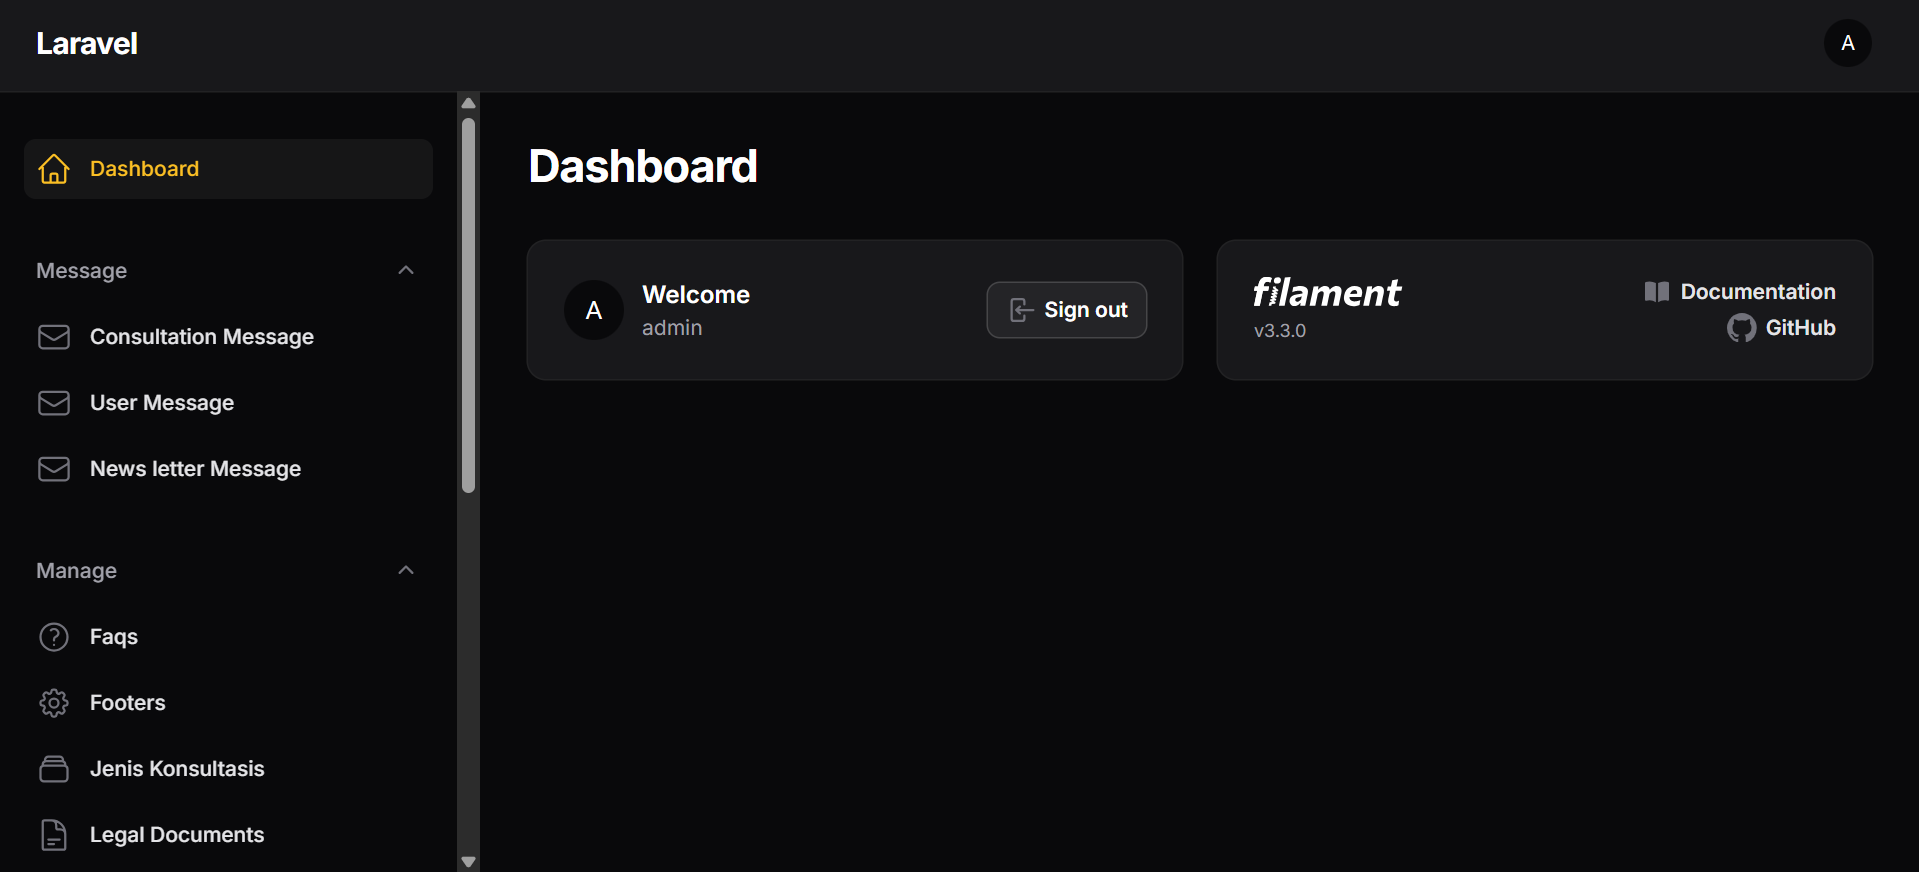 Laravel
A
Dashboard
Message
Consultation Message
User Message
News letter Message
Manage
Faqs
Footers
Jenis Konsultasis
Legal Documents
Dashboard
A
Welcome
admin
Sign out
filament
v3.3.0
Documentation
GitHub